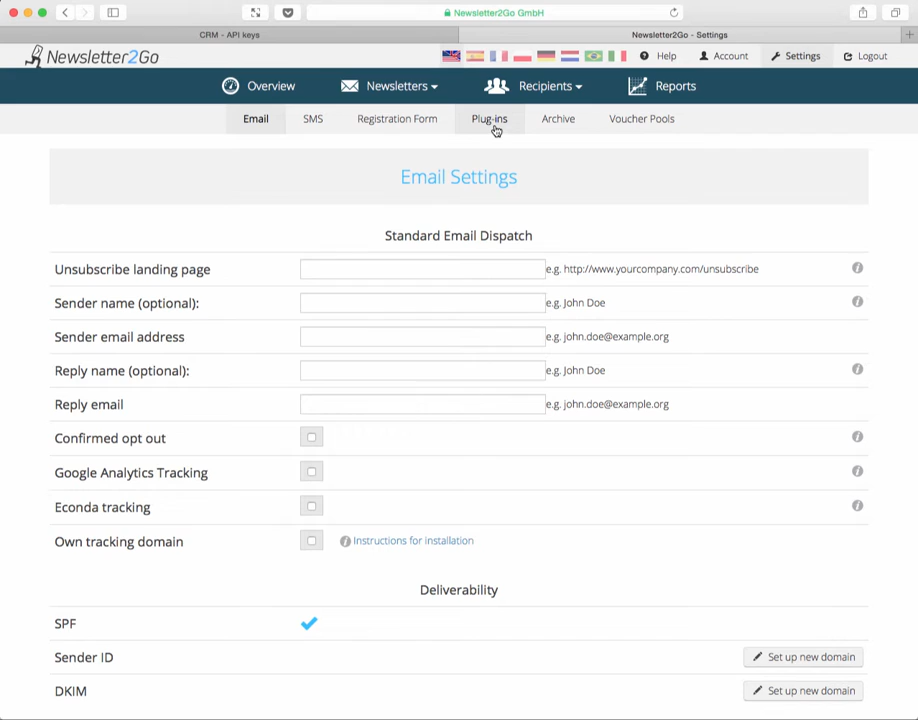 Newsletter2Go GmbH
CRM - API keys
Newsletter2Go - Settings
Newsletter2Go
Help
Account
Settings
Logout
Overview
Newsletters
Recipients
Reports
Email
SMS
Registration Form
Plug-ins
Archive
Voucher Pools
Email Settings
Standard Email Dispatch
Unsubscribe landing page
e.g. http://www.yourcompany.com/unsubscribe
Sender name (optional):
e.g. John Doe
Sender email address
e.g. john.doe@example.org
Reply name (optional):
e.g. John Doe
Reply email
e.g. john.doe@example.org
Confirmed opt out
Google Analytics Tracking
Econda tracking
Own tracking domain
Instructions for installation
Deliverability
SPF
Sender ID
Set up new domain
DKIM
Set up new domain